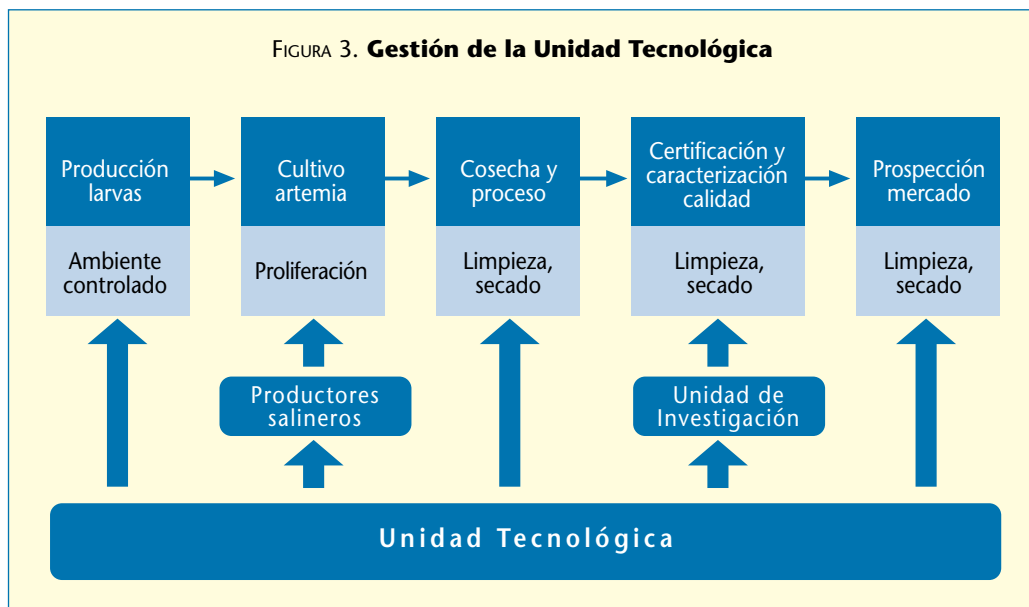 FIGURA 3. Gestión de la Unidad Tecnológica
Producción
larvas
Ambiente
controlado
Cultivo
artemia
Proliferación
Cosecha y
proceso
Limpieza,
secado
Certificación y
caracterización
calidad
Limpieza,
secado
Prospección
mercado
Limpieza,
secado
Productores
salineros
Unidad de
Investigación
Unidad Tecnológica